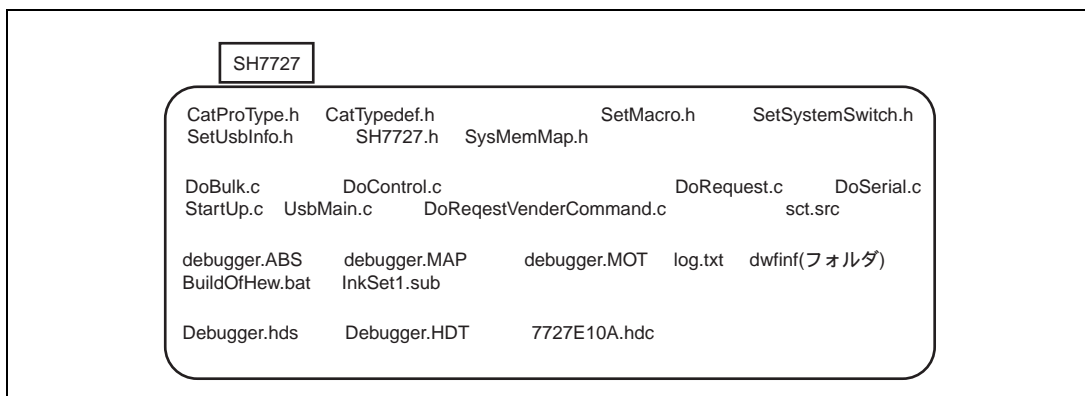 SH7727
CatProType.h CatTypedef.h SetMacro.h SetSystemSwitch.h
SetUsbInfo.h SH7727.h SysMemMap.h
DoBulk.c DoControl.c DoRequest.c DoSerial.c
StartUp.c UsbMain.c DoReqestVenderCommand.c sct.src
debugger.ABS debugger.MAP debugger.MOT log.txt dwfinf(フォルダ)
BuildOfHew.bat InkSet1.sub
Debugger.hds Debugger.HDT 7727E10A.hdc